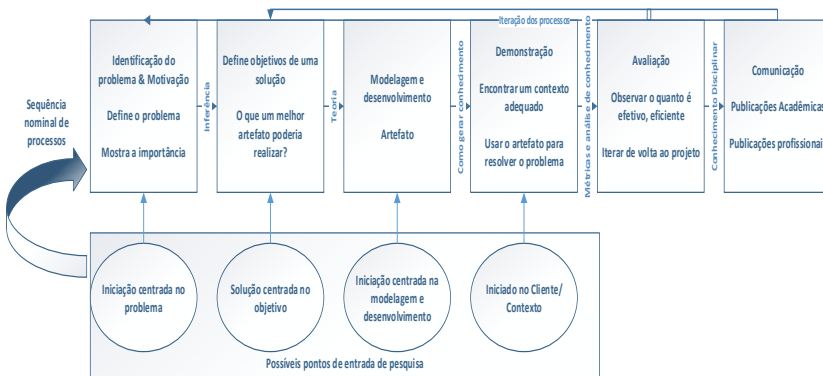 Iteração dos processos
Identificação do
problema & Motivação
Define o problema
Mostra a importância
Inferência
Define objetivos de uma
solução
O que um melhor
artefato poderia
realizar?
Teoria
Modelagem e
desenvolvimento
Artefato
Como gerar conhedmento
Demonstração
Encontrar um contexto
adequado
Usar o artefato para
resolver o problema
Métricas e análise de conhedmento
Avaliação
Observar o quanto é
efetivo, eficiente
Iterar de volta ao projeto
Conhecimento Disciplinar
Comunicação
Publicações Acadêmicas
Publicações profissionais
Sequência
nominal de
processos
Iniciação centrada no
problema
Solução centrada no
objetivo
Iniciação centrada na
modelagem e
desenvolvimento
Iniciado no Cliente/
Contexto
Possíveis pontos de entrada de pesquisa